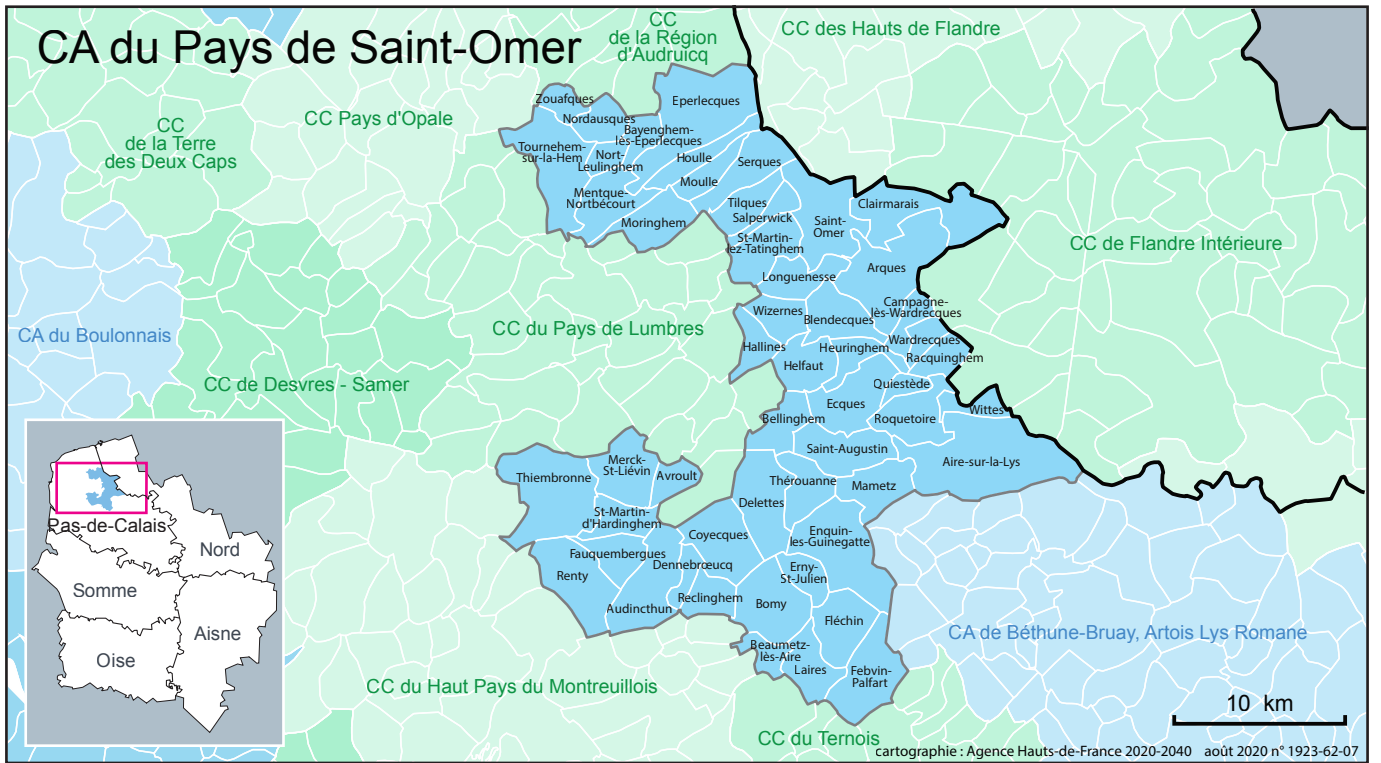 CA du Pays de Saint-Omer
CC
de la Région
d'Audruicq
CC des Hauts de Flandre
CC Pays d'Opale
CC
de la Terre
des Deux Caps
CC de Flandre Intérieure
CA du Boulonnais
CC du Pays de Lumbres
CC de Desvres - Samer
CA de Béthune-Bruay, Artois Lys Romane
CC du Haut Pays du Montreuillois
CC du Ternois
Zouafques
Eperlecques
Nordausques
Bayenghem-
lès-Eperlecques
Tournehem-
sur-la-Hem
Nort-
Leulinghem
Houlle
Serques
Moulle
Mentque-
Nortbécourt
Moringhem
Tilques
Salperwick
Saint-
Omer
Clairmarais
St-Martin-
lez-Tatinghem
Longuenesse
Arques
Campagne-
lès-Wardrecques
Wizernes
Blendecques
Hallines
Heuringhem
Wardrecques
Racquinghem
Helfaut
Quiestède
Ecques
Bellinghem
Roquetoire
Wittes
Saint-Augustin
Aire-sur-la-Lys
Thérouanne
Mametz
Delettes
Merck-
St-Liévin
Thiembronne
Avroult
St-Martin-
d'Hardinghem
Coyecques
Enquin-
les-Guinegatte
Fauquembergues
Dennebrœucq
Erny-
St-Julien
Renty
Reclinghem
Bomy
Audincthun
Fléchin
Beaumetz-
lès-Aire
Laires
Febvin-
Palfart
Pas-de-Calais
Nord
Somme
Aisne
Oise
10 km
cartographie : Agence Hauts-de-France 2020-2040 août 2020 n° 1923-62-07